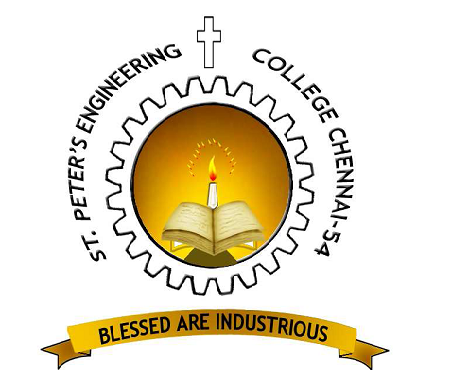 ST. PETER'S ENGINEERING COLLEGE CHENNAI-54
BLESSED ARE INDUSTRIOUS